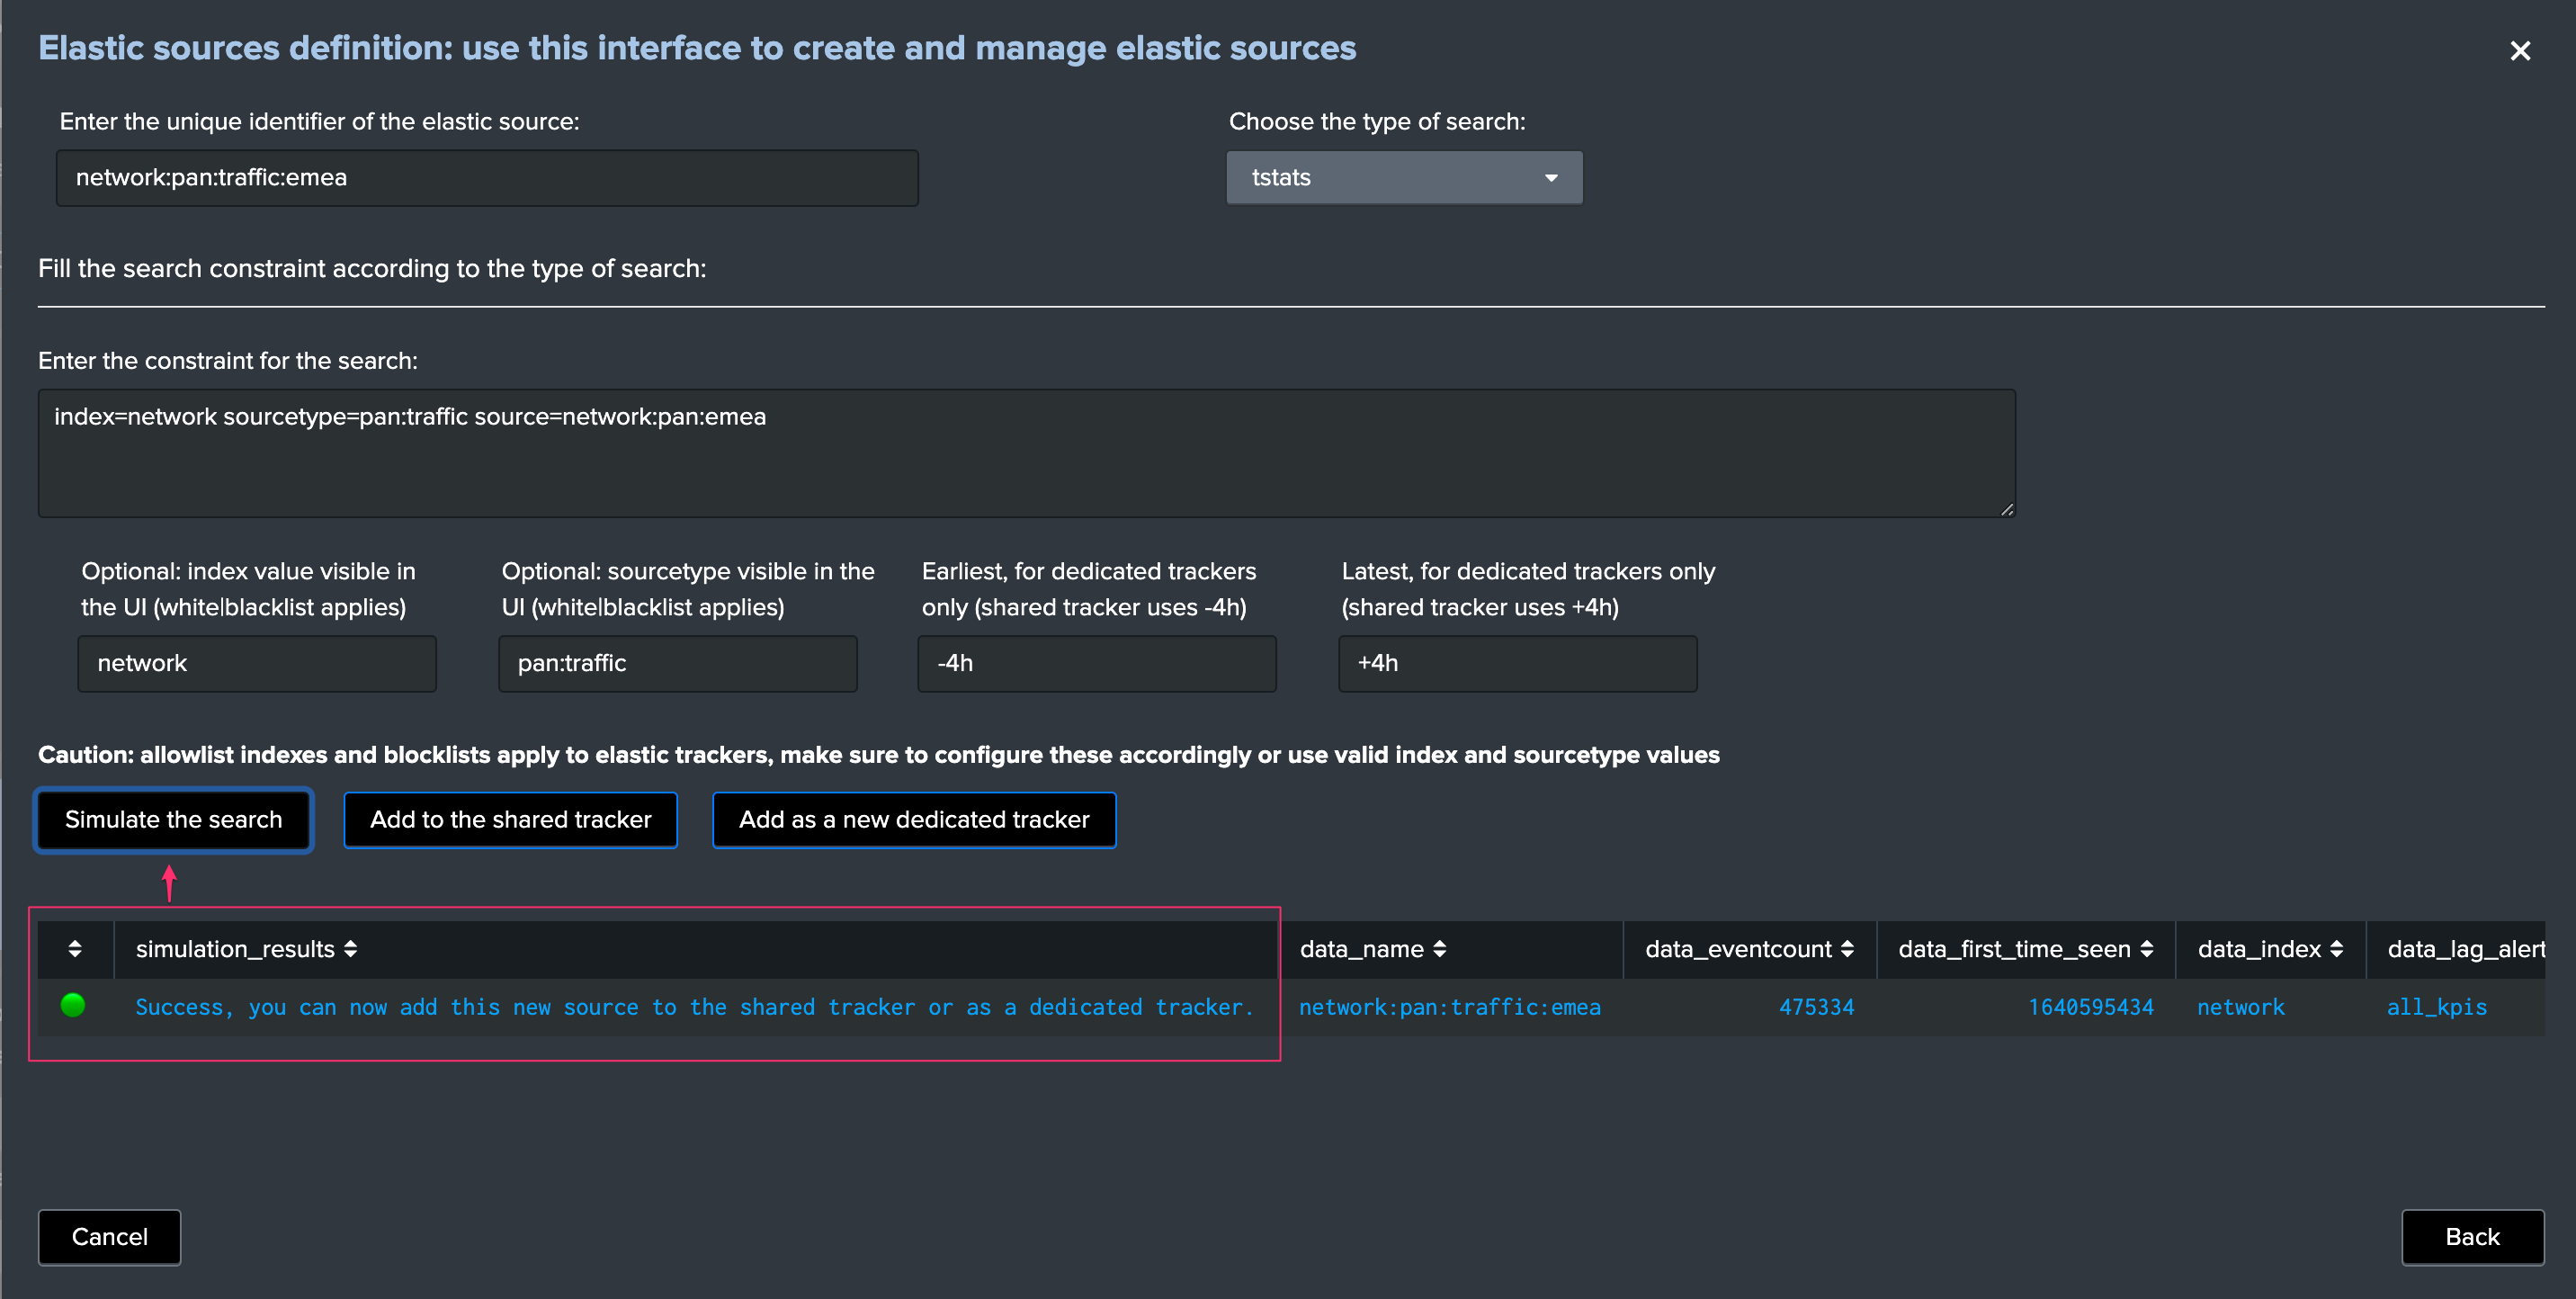 Elastic sources definition: use this interface to create and manage elastic sources
Enter the unique identifier of the elastic source:
Choose the type of search:
network:pan:traffic:emea
tstats
Fill the search constraint according to the type of search:
Enter the constraint for the search:
index=network sourcetype=pan:traffic source=network:pan:emea
Optional: index value visible in
the UI (white|blacklist applies)
Optional: sourcetype visible in the
UI (white|blacklist applies)
Earliest, for dedicated trackers
only (shared tracker uses -4h)
Latest, for dedicated trackers only
(shared tracker uses +4h)
network
pan:traffic
-4h
+4h
Caution: allowlist indexes and blocklists apply to elastic trackers, make sure to configure these accordingly or use valid index and sourcetype values
Simulate the search
Add to the shared tracker
Add as a new dedicated tracker
simulation_results data_name data_eventcount data_first_time_seen data_index data_lag_alert
Success, you can now add this new source to the shared tracker or as a dedicated tracker. network:pan:traffic:emea 475334 1640595434 network all_kpis
Cancel
Back